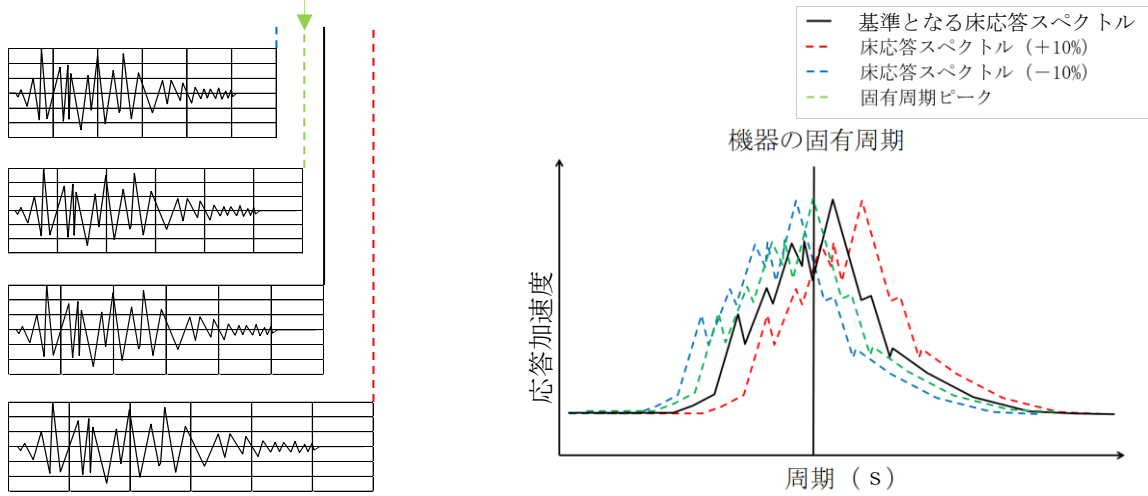 基準となる床応答スペクトル
床応答スペクトル（＋10%）
床応答スペクトル（－10%）
固有周期ピーク
機器の固有周期
応答加速度
周期（ｓ）